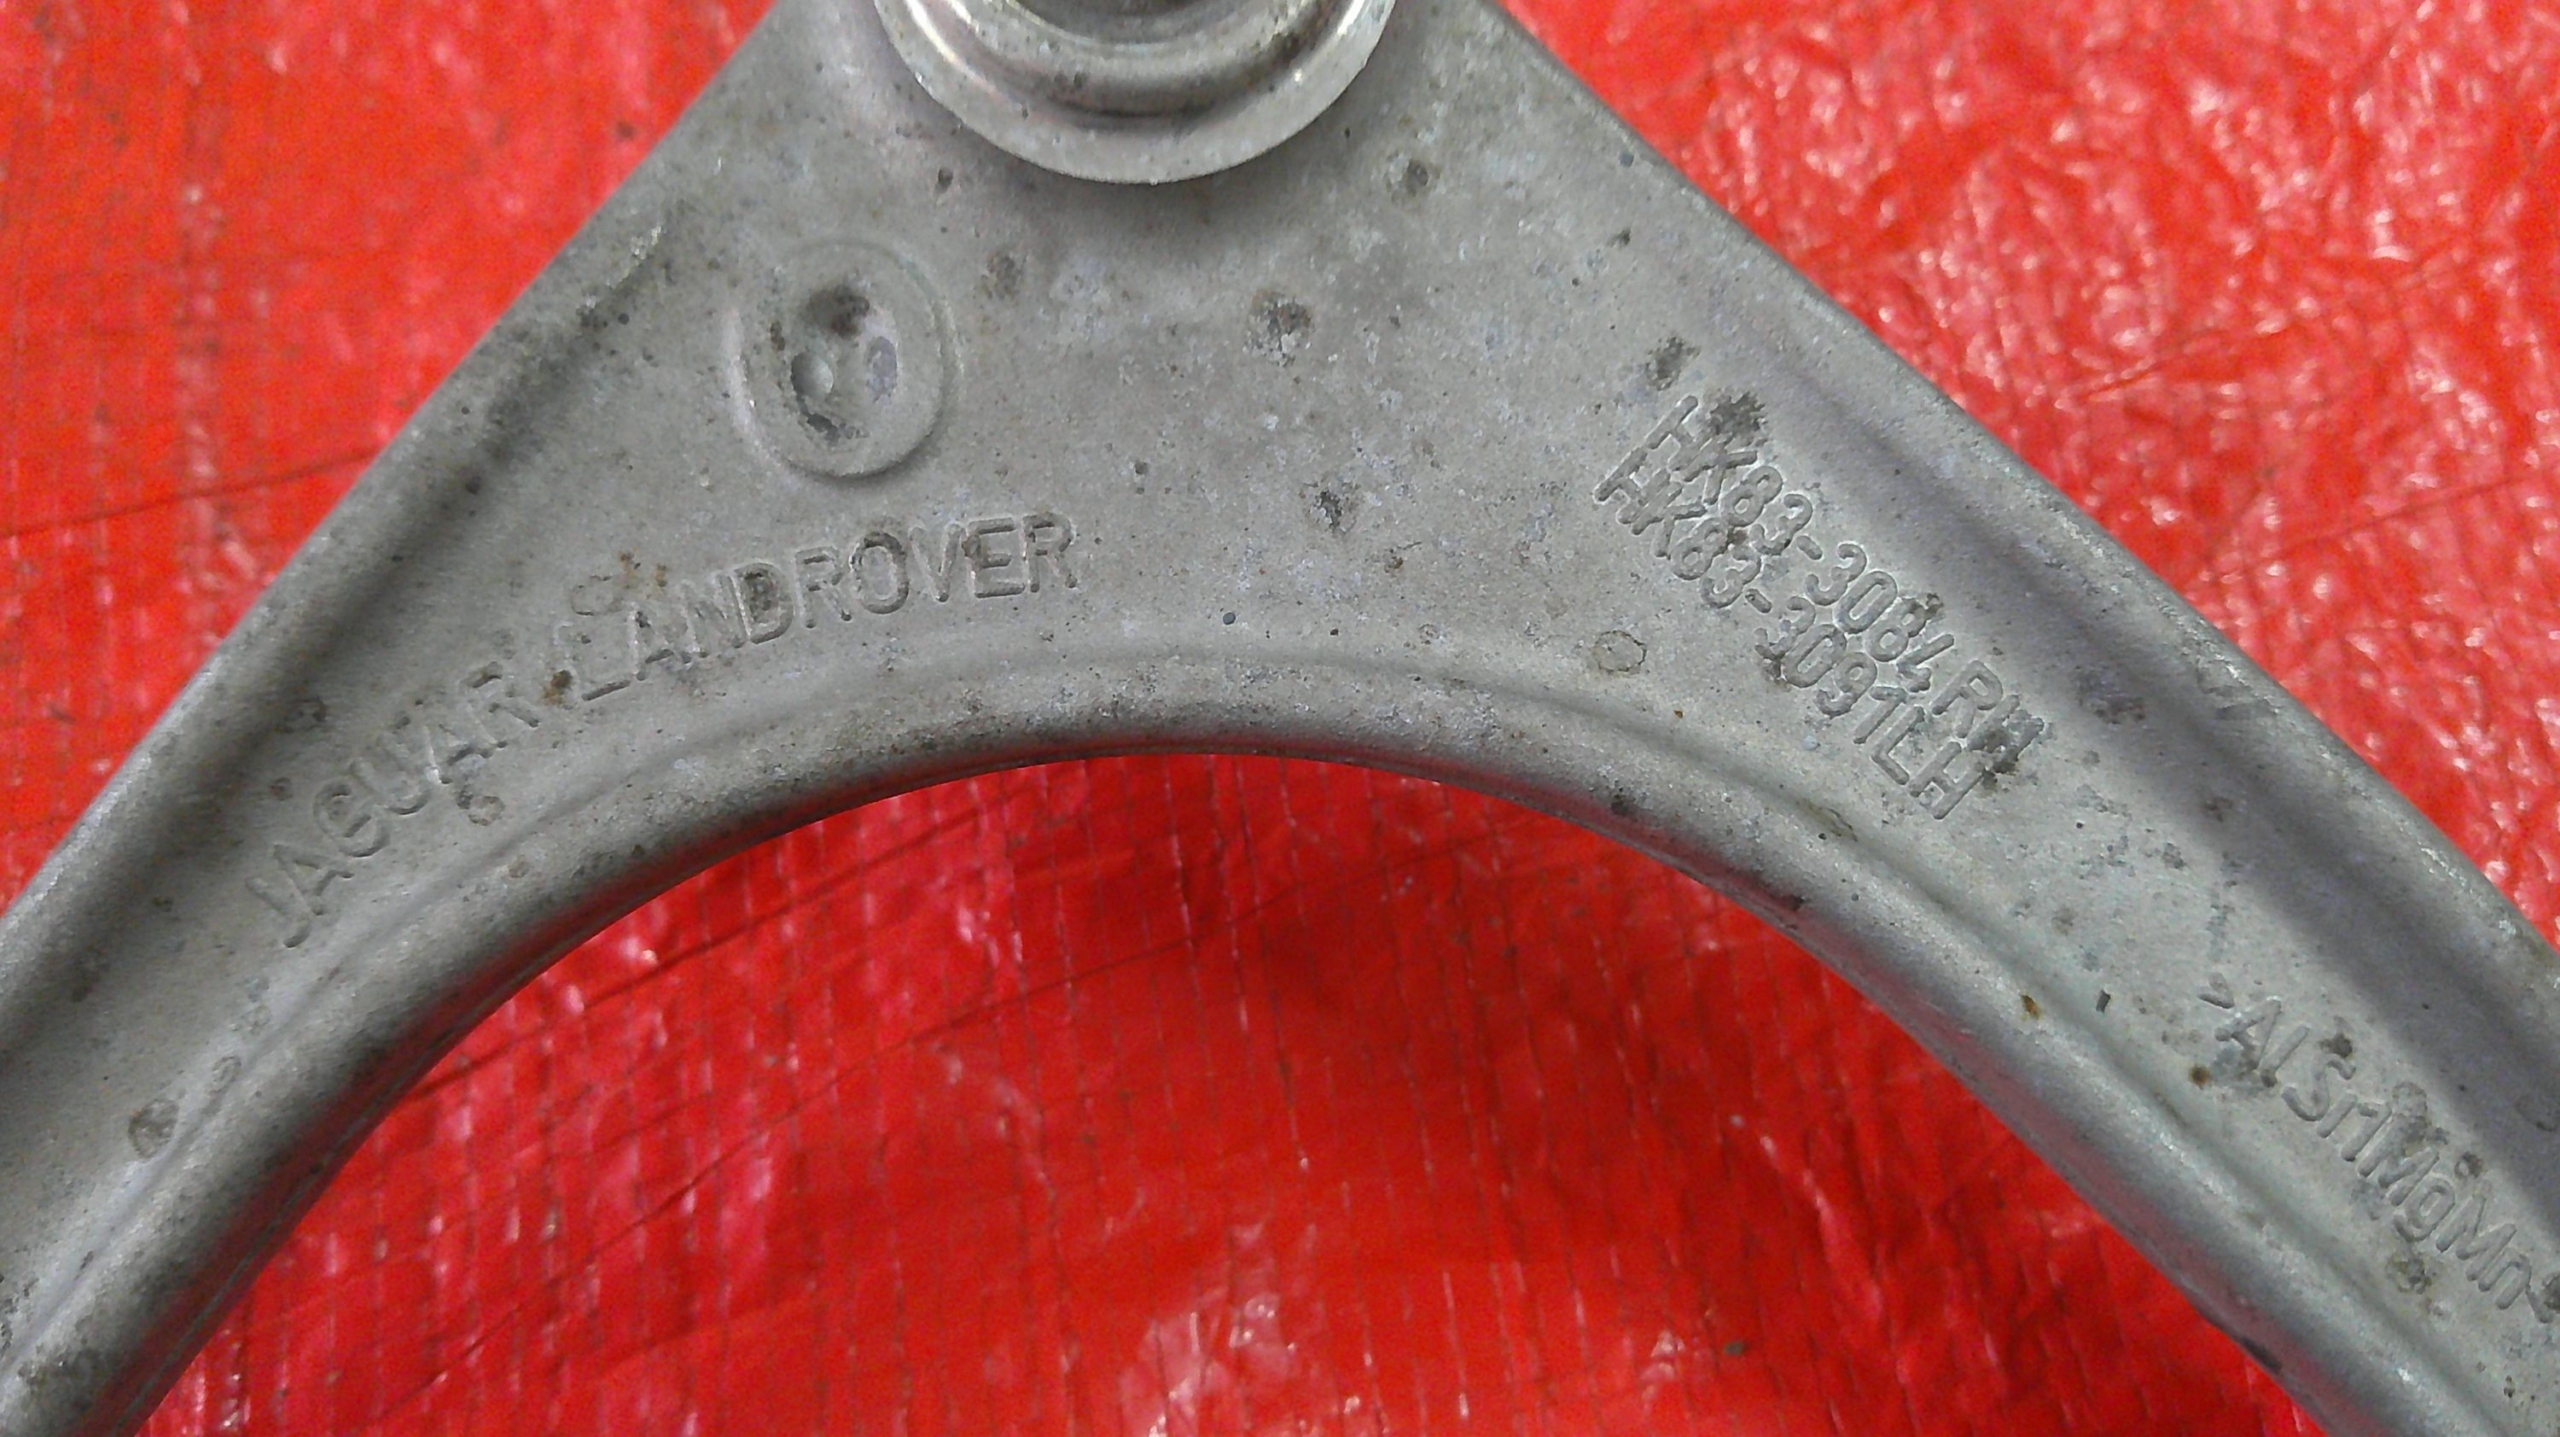 JAGUAR-LANDROVER
HK83-3084RH
HK83-3091LH
>AlSi1MgMn<